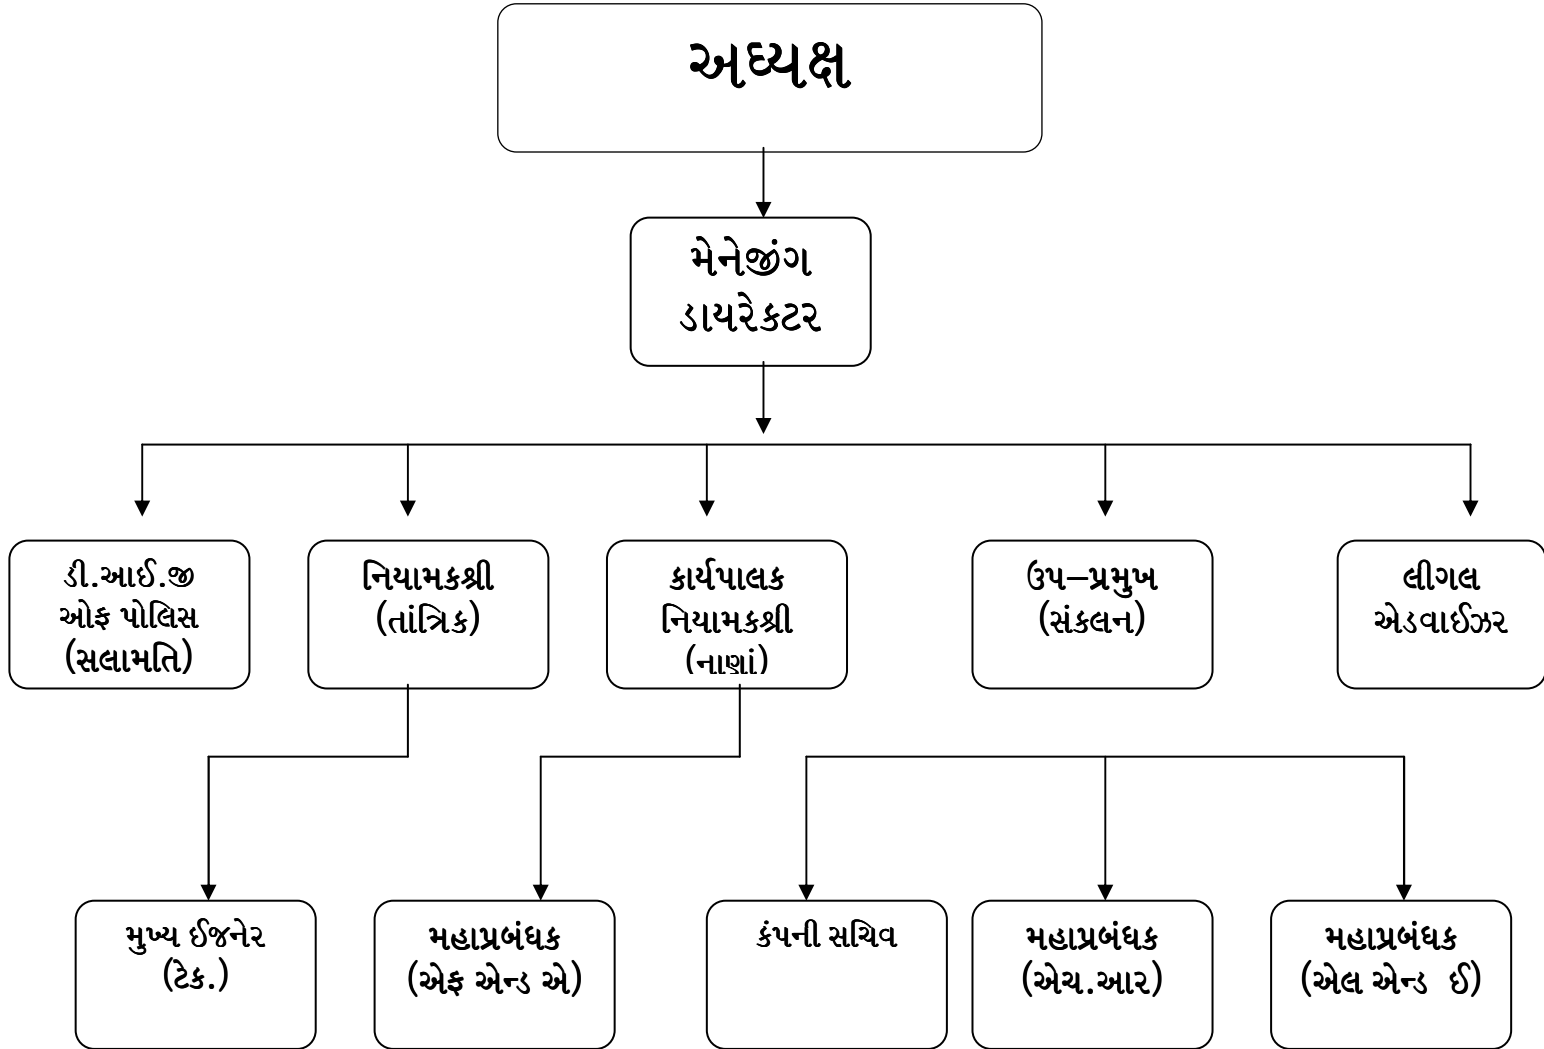 અઘ્યક્ષ
મેનેજીંગ
ડાયરેકટર
ડી.આઈ.જી
ઓફ પોલિસ
(સલામતિ)
નિયામકશ્રી
(તાંત્રિક)
કાર્યપાલક
નિયામકશ્રી
(નાણાં)
ઉપ–પ્રમુખ
(સંકલન)
લીગલ
એડવાઈઝર
મુખ્ય ઈજનેર
(ટેક.)
મહાપ્રબંધક
(એફ એન્ડ એ)
કંપની સચિવ
મહાપ્રબંધક
(એચ.આર)
મહાપ્રબંધક
(એલ એન્ડ ઈ)